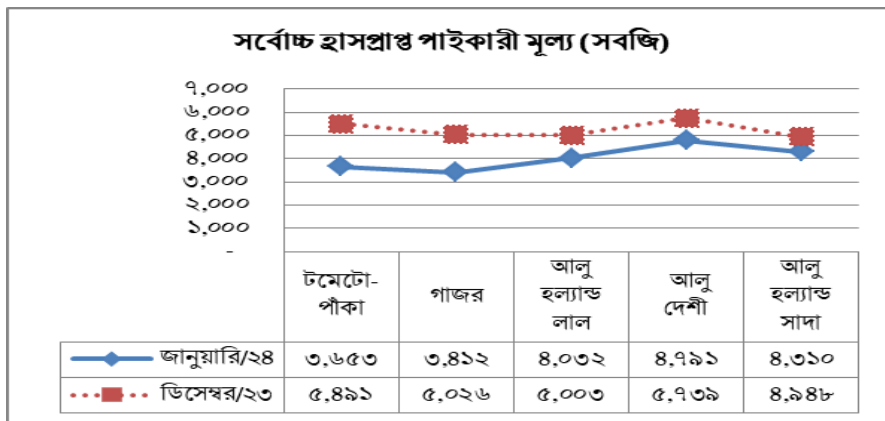 সর্বোচ্চ হ্রাসপ্রাপ্ত পাইকারী মূল্য (সবজি)
৭,০০০
৬,০০০
৫,০০০
৪,০০০
৩,০০০
২,০০০
১,০০০
-
টমেটো-
পাঁকা
গাজর
আলু
হল্যান্ড
লাল
আলু
দেশী
আলু
হল্যান্ড
সাদা
জানুয়ারি/২৪ ৩,৬৫৩ ৩,৪১২ ৪,০৩২ ৪,৭৯১ ৪,৩১০
ডিসেম্বর/২৩ ৫,৪৯১ ৫,০২৬ ৫,০০৩ ৫,৭৩৯ ৪,৯৪৮